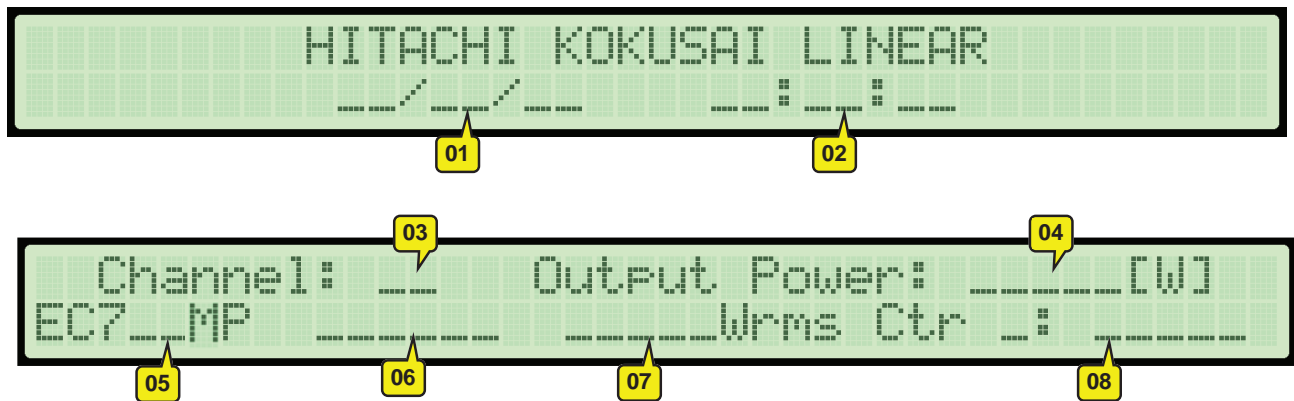 HITACHI KOKUSAI LINEAR
__/__/__ __:__:__
01 02
03 04
Channel: __ Output Power: _____[W]
EC7__MP _____ _____Wrms Ctr _: _____
05 06 07 08